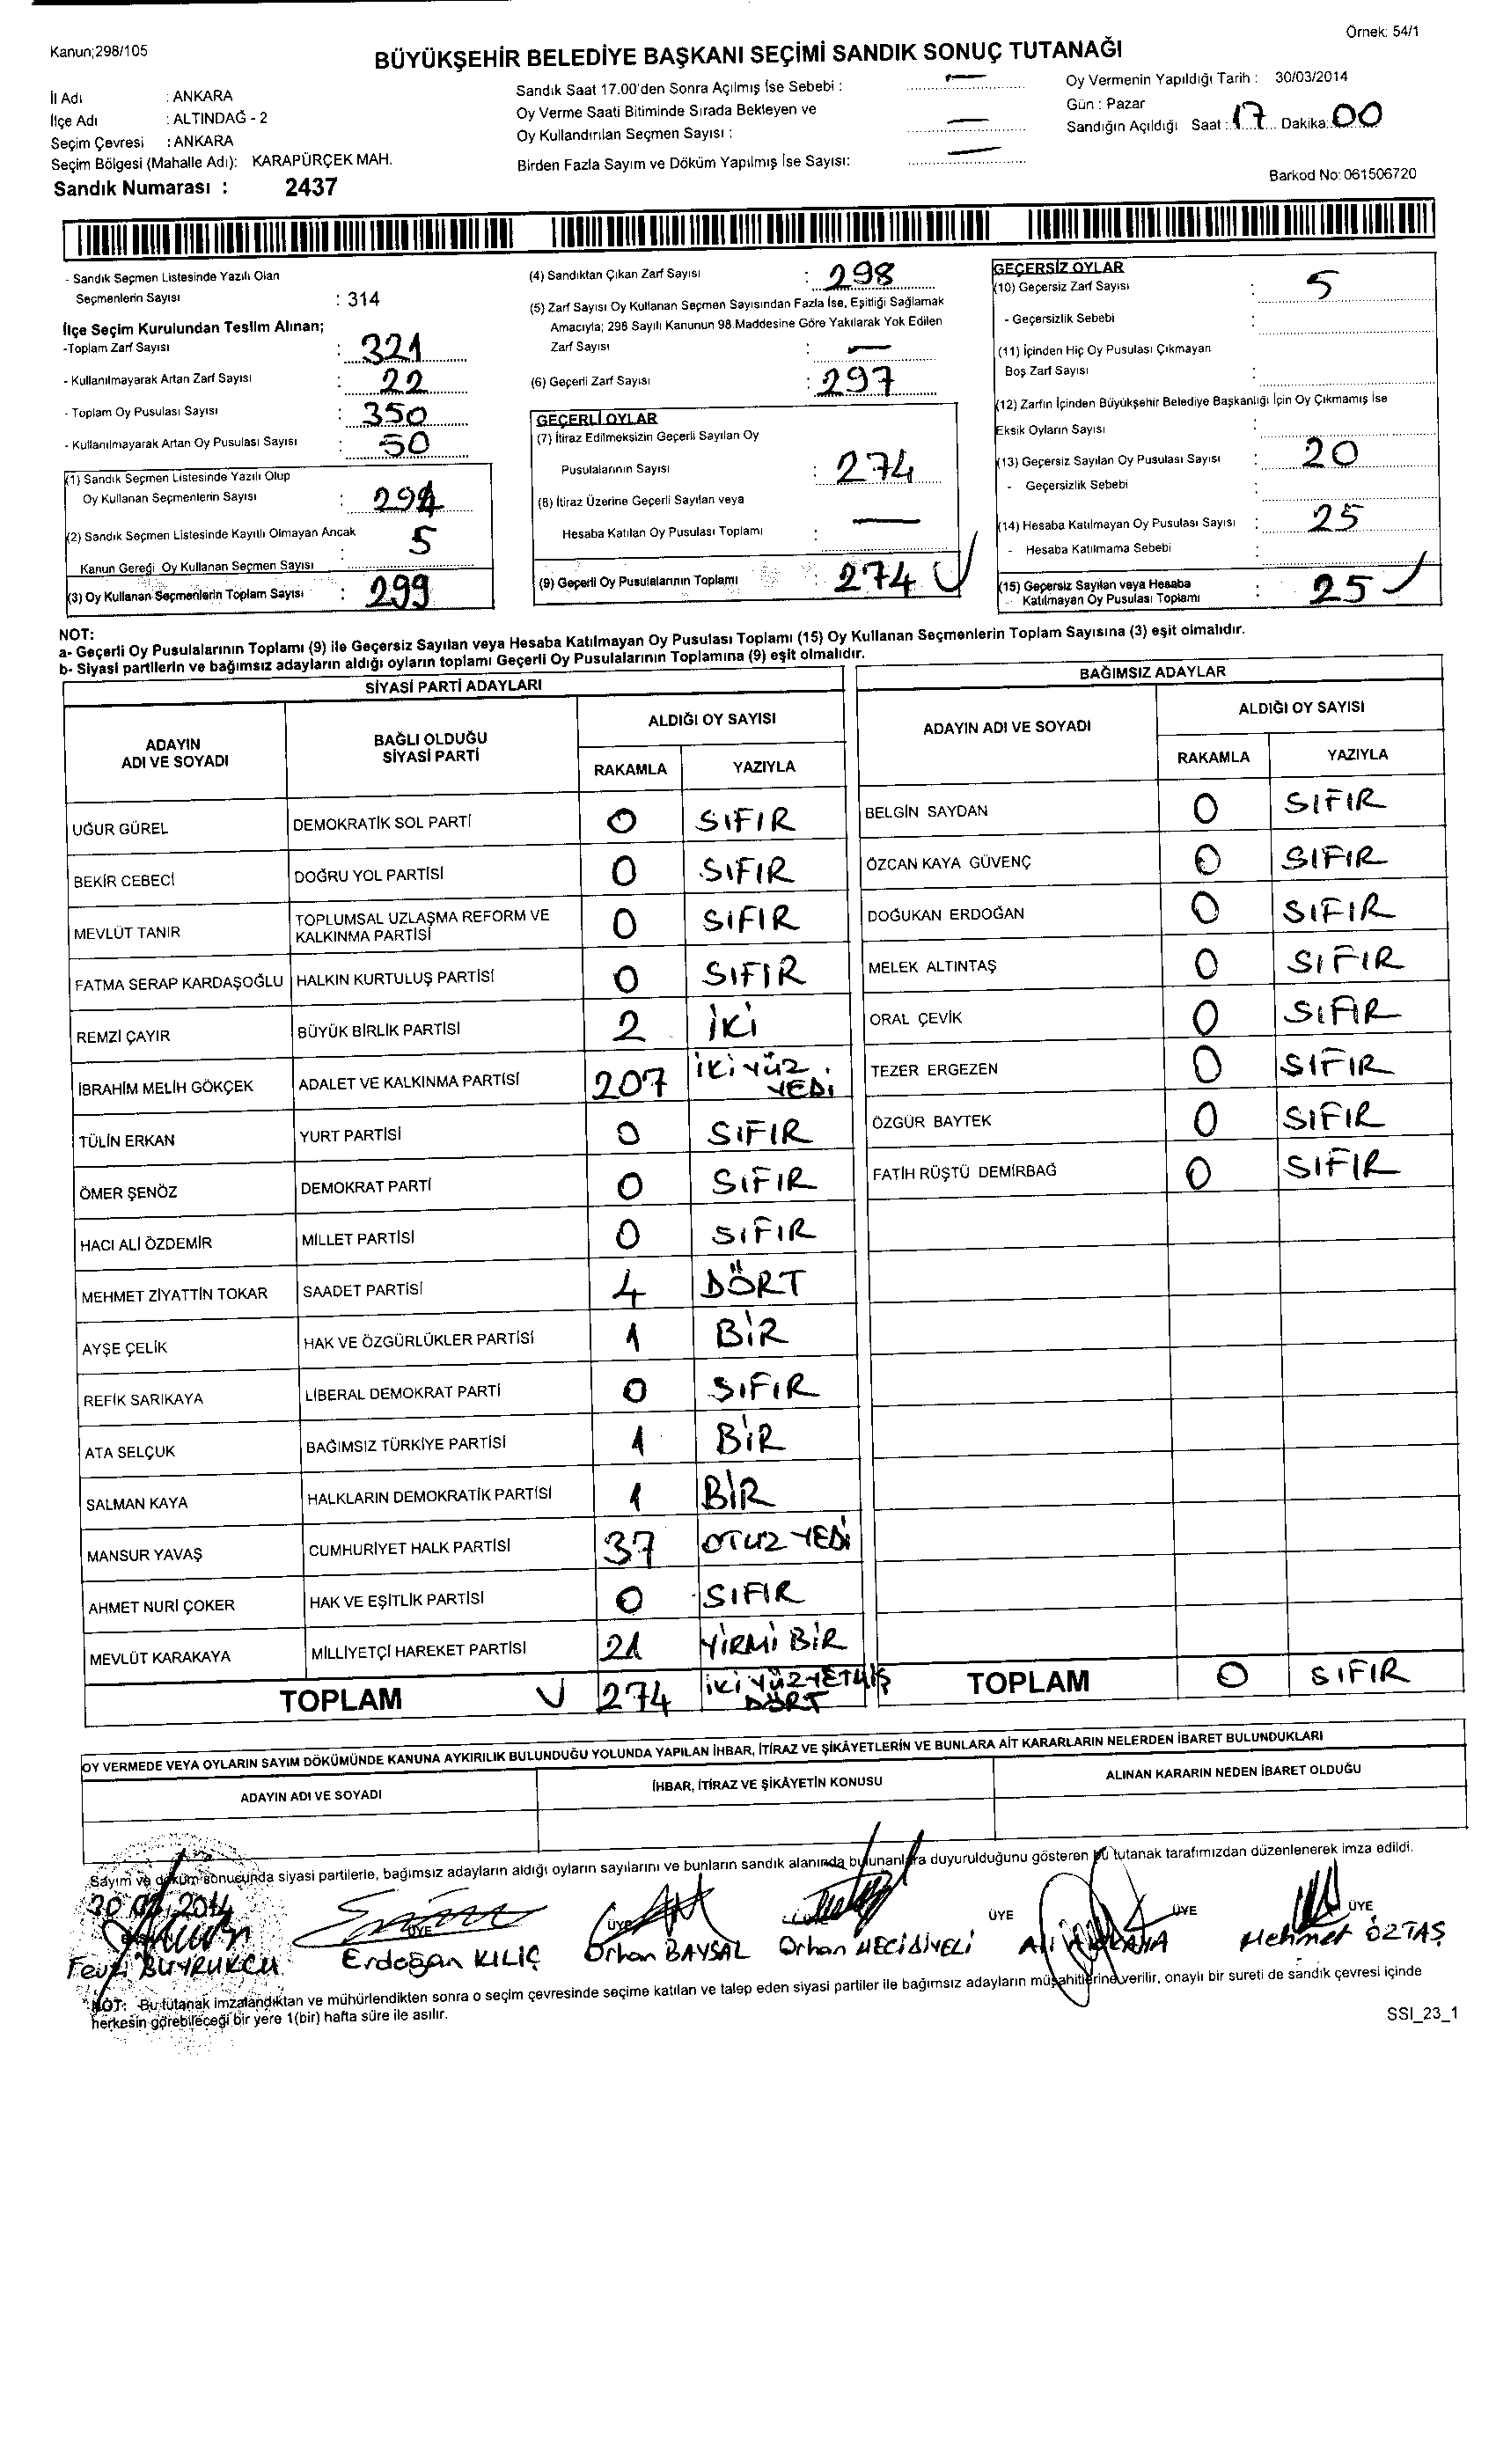 Örnek: 54/1
Kanun;298/105
BÜYÜKŞEHİR BELEDİYE BAŞKANI SEÇİMİ SANDIK SONUÇ TUTANAĞI
İl Adı : ANKARA
İlçe Adı : ALTINDAĞ - 2
Seçim Çevresi : ANKARA
Seçim Bölgesi (Mahalle Adı): KARAPÜRÇEK MAH.
Sandık Numarası : 2437
Sandık Saat 17.00'den Sonra Açılmış İse Sebebi : —
Oy Verme Saati Bitiminde Sırada Bekleyen ve
Oy Kullandırılan Seçmen Sayısı : —
Birden Fazla Sayım ve Döküm Yapılmış İse Sayısı: —
Oy Vermenin Yapıldığı Tarih : 30/03/2014
Gün : Pazar
Sandığın Açıldığı Saat : 17 Dakika: 00
Barkod No: 061506720
- Sandık Seçmen Listesinde Yazılı Olan
Seçmenlerin Sayısı : 314
İlçe Seçim Kurulundan Teslim Alınan;
-Toplam Zarf Sayısı : 321
- Kullanılmayarak Artan Zarf Sayısı : 22
- Toplam Oy Pusulası Sayısı : 350
- Kullanılmayarak Artan Oy Pusulası Sayısı : 50
(1) Sandık Seçmen Listesinde Yazılı Olup
Oy Kullanan Seçmenlerin Sayısı : 294
(2) Sandık Seçmen Listesinde Kayıtlı Olmayan Ancak
Kanun Gereği Oy Kullanan Seçmen Sayısı : 5
(3) Oy Kullanan Seçmenlerin Toplam Sayısı : 299
(4) Sandıktan Çıkan Zarf Sayısı : 298
(5) Zarf Sayısı Oy Kullanan Seçmen Sayısından Fazla İse, Eşitliği Sağlamak
Amacıyla; 298 Sayılı Kanunun 98.Maddesine Göre Yakılarak Yok Edilen
Zarf Sayısı : —
(6) Geçerli Zarf Sayısı : 297
GEÇERLİ OYLAR
(7) İtiraz Edilmeksizin Geçerli Sayılan Oy
Pusulalarının Sayısı : 274
(8) İtiraz Üzerine Geçerli Sayılan veya
Hesaba Katılan Oy Pusulası Toplamı : —
(9) Geçerli Oy Pusulalarının Toplamı : 274
GEÇERSİZ OYLAR
(10) Geçersiz Zarf Sayısı : 5
- Geçersizlik Sebebi :
(11) İçinden Hiç Oy Pusulası Çıkmayan
Boş Zarf Sayısı :
(12) Zarfın İçinden Büyükşehir Belediye Başkanlığı İçin Oy Çıkmamış İse
Eksik Oyların Sayısı :
(13) Geçersiz Sayılan Oy Pusulası Sayısı : 20
- Geçersizlik Sebebi :
(14) Hesaba Katılmayan Oy Pusulası Sayısı : 25
- Hesaba Katılmama Sebebi :
(15) Geçersiz Sayılan veya Hesaba
Katılmayan Oy Pusulası Toplamı : 25
NOT:
a- Geçerli Oy Pusulalarının Toplamı (9) ile Geçersiz Sayılan veya Hesaba Katılmayan Oy Pusulası Toplamı (15) Oy Kullanan Seçmenlerin Toplam Sayısına (3) eşit olmalıdır.
b- Siyasi partilerin ve bağımsız adayların aldığı oyların toplamı Geçerli Oy Pusulalarının Toplamına (9) eşit olmalıdır.
SİYASİ PARTİ ADAYLARI
ADAYIN ADI VE SOYADI BAĞLI OLDUĞU SİYASİ PARTİ ALDIĞI OY SAYISI
RAKAMLA YAZIYLA
UĞUR GÜREL DEMOKRATİK SOL PARTİ 0 SIFIR
BEKİR CEBECİ DOĞRU YOL PARTİSİ 0 SIFIR
MEVLÜT TANIR TOPLUMSAL UZLAŞMA REFORM VE KALKINMA PARTİSİ 0 SIFIR
FATMA SERAP KARDAŞOĞLU HALKIN KURTULUŞ PARTİSİ 0 SIFIR
REMZİ ÇAYIR BÜYÜK BİRLİK PARTİSİ 2 İKİ
İBRAHİM MELİH GÖKÇEK ADALET VE KALKINMA PARTİSİ 207 İKİ YÜZ YEDİ
TÜLİN ERKAN YURT PARTİSİ 0 SIFIR
ÖMER ŞENÖZ DEMOKRAT PARTİ 0 SIFIR
HACI ALİ ÖZDEMİR MİLLET PARTİSİ 0 SIFIR
MEHMET ZİYATTİN TOKAR SAADET PARTİSİ 4 DÖRT
AYŞE ÇELİK HAK VE ÖZGÜRLÜKLER PARTİSİ 1 BİR
REFİK SARIKAYA LİBERAL DEMOKRAT PARTİ 0 SIFIR
ATA SELÇUK BAĞIMSIZ TÜRKİYE PARTİSİ 1 BİR
SALMAN KAYA HALKLARIN DEMOKRATİK PARTİSİ 1 BİR
MANSUR YAVAŞ CUMHURİYET HALK PARTİSİ 37 OTUZ YEDİ
AHMET NURİ ÇOKER HAK VE EŞİTLİK PARTİSİ 0 SIFIR
MEVLÜT KARAKAYA MİLLİYETÇİ HAREKET PARTİSİ 21 YİRMİ BİR
TOPLAM 274 İKİ YÜZ YETMİŞ DÖRT
BAĞIMSIZ ADAYLAR
ADAYIN ADI VE SOYADI ALDIĞI OY SAYISI
RAKAMLA YAZIYLA
BELGİN SAYDAN 0 SIFIR
ÖZCAN KAYA GÜVENÇ 0 SIFIR
DOĞUKAN ERDOĞAN 0 SIFIR
MELEK ALTINTAŞ 0 SIFIR
ORAL ÇEVİK 0 SIFIR
TEZER ERGEZEN 0 SIFIR
ÖZGÜR BAYTEK 0 SIFIR
FATİH RÜŞTÜ DEMİRBAĞ 0 SIFIR
TOPLAM 0 SIFIR
OY VERMEDE VEYA OYLARIN SAYIM DÖKÜMÜNDE KANUNA AYKIRILIK BULUNDUĞU YOLUNDA YAPILAN İHBAR, İTİRAZ VE ŞİKÂYETLERİN VE BUNLARA AİT KARARLARIN NELERDEN İBARET BULUNDUKLARI
ADAYIN ADI VE SOYADI İHBAR, İTİRAZ VE ŞİKÂYETİN KONUSU ALINAN KARARIN NEDEN İBARET OLDUĞU
Sayım ve döküm sonucunda siyasi partilerle, bağımsız adayların aldığı oyların sayılarını ve bunların sandık alanında bulunanlara duyurulduğunu gösteren bu tutanak tarafımızdan düzenlenerek imza edildi.
30.03.2014
ÜYE ÜYE ÜYE ÜYE ÜYE
Fevzi BUYRUKCU Erdoğan KILIÇ Orhan BAYSAL Orhan MECİDİYELİ Ali Mehmet ÖZTAŞ
NOT: Bu tutanak imzalandıktan ve mühürlendikten sonra o seçim çevresinde seçime katılan ve talep eden siyasi partiler ile bağımsız adayların müşahitlerine verilir, onaylı bir sureti de sandık çevresi içinde
herkesin görebileceği bir yere 1(bir) hafta süre ile asılır.
SSI_23_1